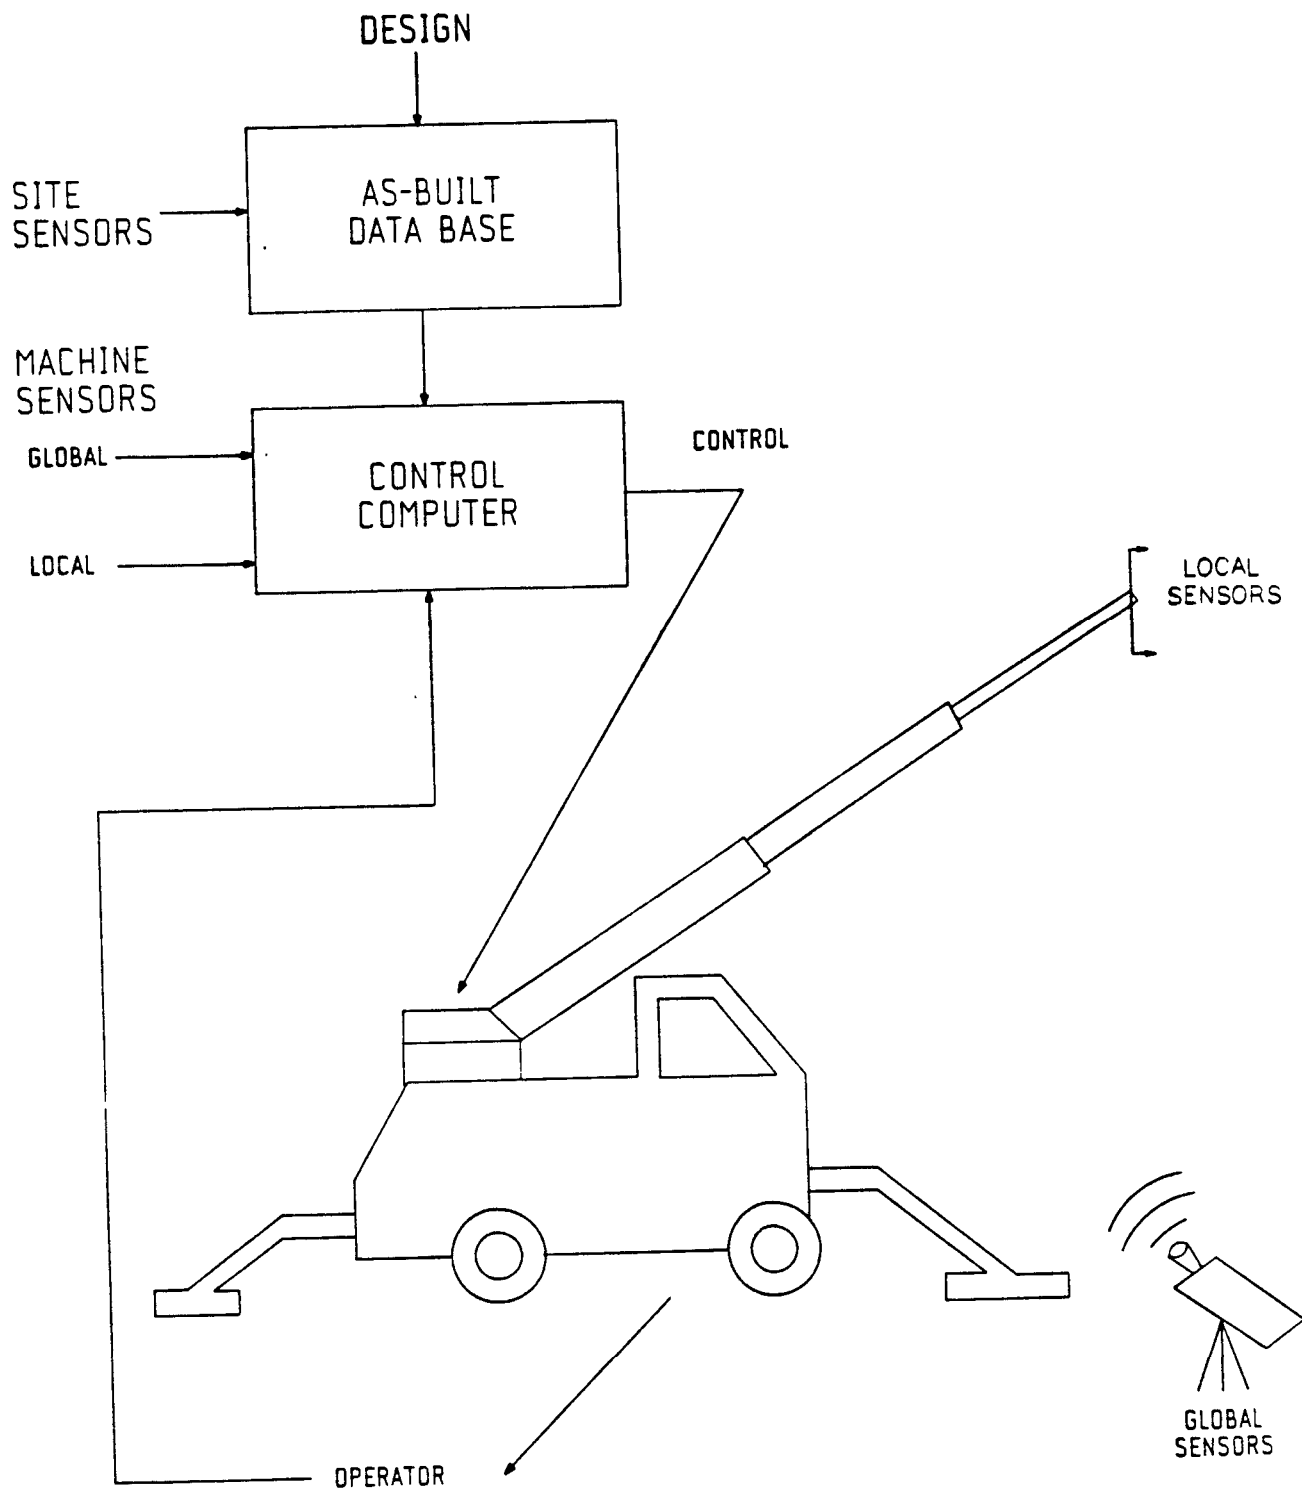 DESIGN
SITE
SENSORS
AS-BUILT
DATA BASE
MACHINE
SENSORS
GLOBAL
LOCAL
CONTROL
COMPUTER
CONTROL
LOCAL
SENSORS
GLOBAL
SENSORS
OPERATOR